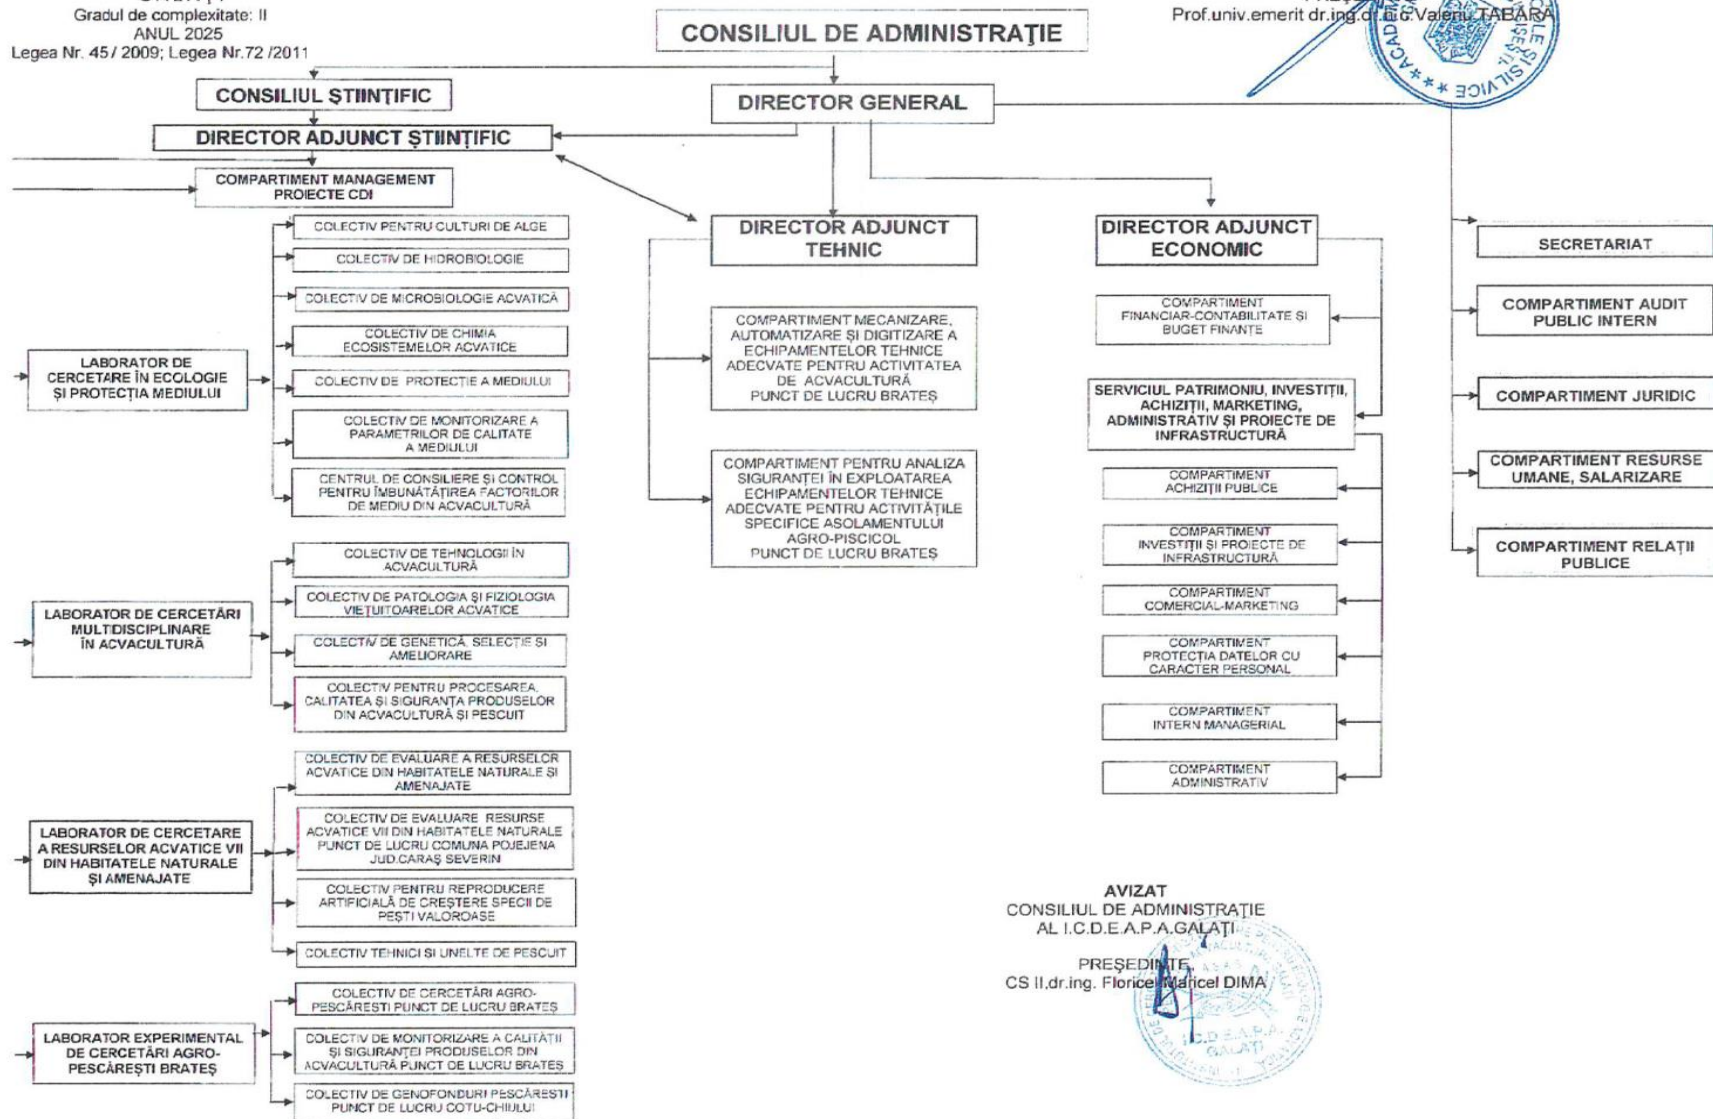 Gradul de complexitate: II
ANUL 2025
Legea Nr. 45/ 2009; Legea Nr.72 /2011
Prof.univ.emerit dr.ing.dr.h.c.Valeriu TABĂRĂ
CONSILIUL DE ADMINISTRAŢIE
CONSILIUL ŞTIINŢIFIC
DIRECTOR GENERAL
DIRECTOR ADJUNCT ŞTIINŢIFIC
COMPARTIMENT MANAGEMENT
PROIECTE CDI
LABORATOR DE
CERCETARE ÎN ECOLOGIE
ŞI PROTECŢIA MEDIULUI
COLECTIV PENTRU CULTURI DE ALGE
COLECTIV DE HIDROBIOLOGIE
COLECTIV DE MICROBIOLOGIE ACVATICĂ
COLECTIV DE CHIMIA
ECOSISTEMELOR ACVATICE
COLECTIV DE PROTECŢIE A MEDIULUI
COLECTIV DE MONITORIZARE A
PARAMETRILOR DE CALITATE
A MEDIULUI
CENTRUL DE CONSILIERE ŞI CONTROL
PENTRU ÎMBUNĂTĂŢIREA FACTORILOR
DE MEDIU DIN ACVACULTURĂ
LABORATOR DE CERCETĂRI
MULTIDISCIPLINARE
ÎN ACVACULTURĂ
COLECTIV DE TEHNOLOGII ÎN
ACVACULTURĂ
COLECTIV DE PATOLOGIA ŞI FIZIOLOGIA
VIEŢUITOARELOR ACVATICE
COLECTIV DE GENETICĂ, SELECŢIE ŞI
AMELIORARE
COLECTIV PENTRU PROCESAREA,
CALITATEA ŞI SIGURANŢA PRODUSELOR
DIN ACVACULTURĂ ŞI PESCUIT
LABORATOR DE CERCETARE
A RESURSELOR ACVATICE VII
DIN HABITATELE NATURALE
ŞI AMENAJATE
COLECTIV DE EVALUARE A RESURSELOR
ACVATICE DIN HABITATELE NATURALE ŞI
AMENAJATE
COLECTIV DE EVALUARE RESURSE
ACVATICE VII DIN HABITATELE NATURALE
PUNCT DE LUCRU COMUNA POJEJENA
JUD.CARAŞ SEVERIN
COLECTIV PENTRU REPRODUCERE
ARTIFICIALĂ DE CREŞTERE SPECII DE
PEŞTI VALOROASE
COLECTIV TEHNICI SI UNELTE DE PESCUIT
LABORATOR EXPERIMENTAL
DE CERCETĂRI AGRO-
PESCĂREŞTI BRATEŞ
COLECTIV DE CERCETĂRI AGRO-
PESCĂREŞTI PUNCT DE LUCRU BRATEŞ
COLECTIV DE MONITORIZARE A CALITĂŢII
ŞI SIGURANŢEI PRODUSELOR DIN
ACVACULTURĂ PUNCT DE LUCRU BRATEŞ
COLECTIV DE GENOFONDURI PESCĂREŞTI
PUNCT DE LUCRU COTU-CHIULUI
DIRECTOR ADJUNCT
TEHNIC
COMPARTIMENT MECANIZARE,
AUTOMATIZARE ŞI DIGITIZARE A
ECHIPAMENTELOR TEHNICE
ADECVATE PENTRU ACTIVITATEA
DE ACVACULTURĂ
PUNCT DE LUCRU BRATEŞ
COMPARTIMENT PENTRU ANALIZA
SIGURANŢEI ÎN EXPLOATAREA
ECHIPAMENTELOR TEHNICE
ADECVATE PENTRU ACTIVITĂŢILE
SPECIFICE ASOLAMENTULUI
AGRO-PISCICOL
PUNCT DE LUCRU BRATEŞ
DIRECTOR ADJUNCT
ECONOMIC
COMPARTIMENT
FINANCIAR-CONTABILITATE ŞI
BUGET FINANŢE
SERVICIUL PATRIMONIU, INVESTIŢII,
ACHIZIŢII, MARKETING,
ADMINISTRATIV ŞI PROIECTE DE
INFRASTRUCTURĂ
COMPARTIMENT
ACHIZIŢII PUBLICE
COMPARTIMENT
INVESTIŢII ŞI PROIECTE DE
INFRASTRUCTURĂ
COMPARTIMENT
COMERCIAL-MARKETING
COMPARTIMENT
PROTECŢIA DATELOR CU
CARACTER PERSONAL
COMPARTIMENT
INTERN MANAGERIAL
COMPARTIMENT
ADMINISTRATIV
SECRETARIAT
COMPARTIMENT AUDIT
PUBLIC INTERN
COMPARTIMENT JURIDIC
COMPARTIMENT RESURSE
UMANE, SALARIZARE
COMPARTIMENT RELAŢII
PUBLICE
AVIZAT
CONSILIUL DE ADMINISTRAŢIE
AL I.C.D.E.A.P.A.GALAŢI
PREŞEDINTE,
CS II.dr.ing. Floricel Maricel DIMA
I.C.D.E.A.P.A.
GALAŢI